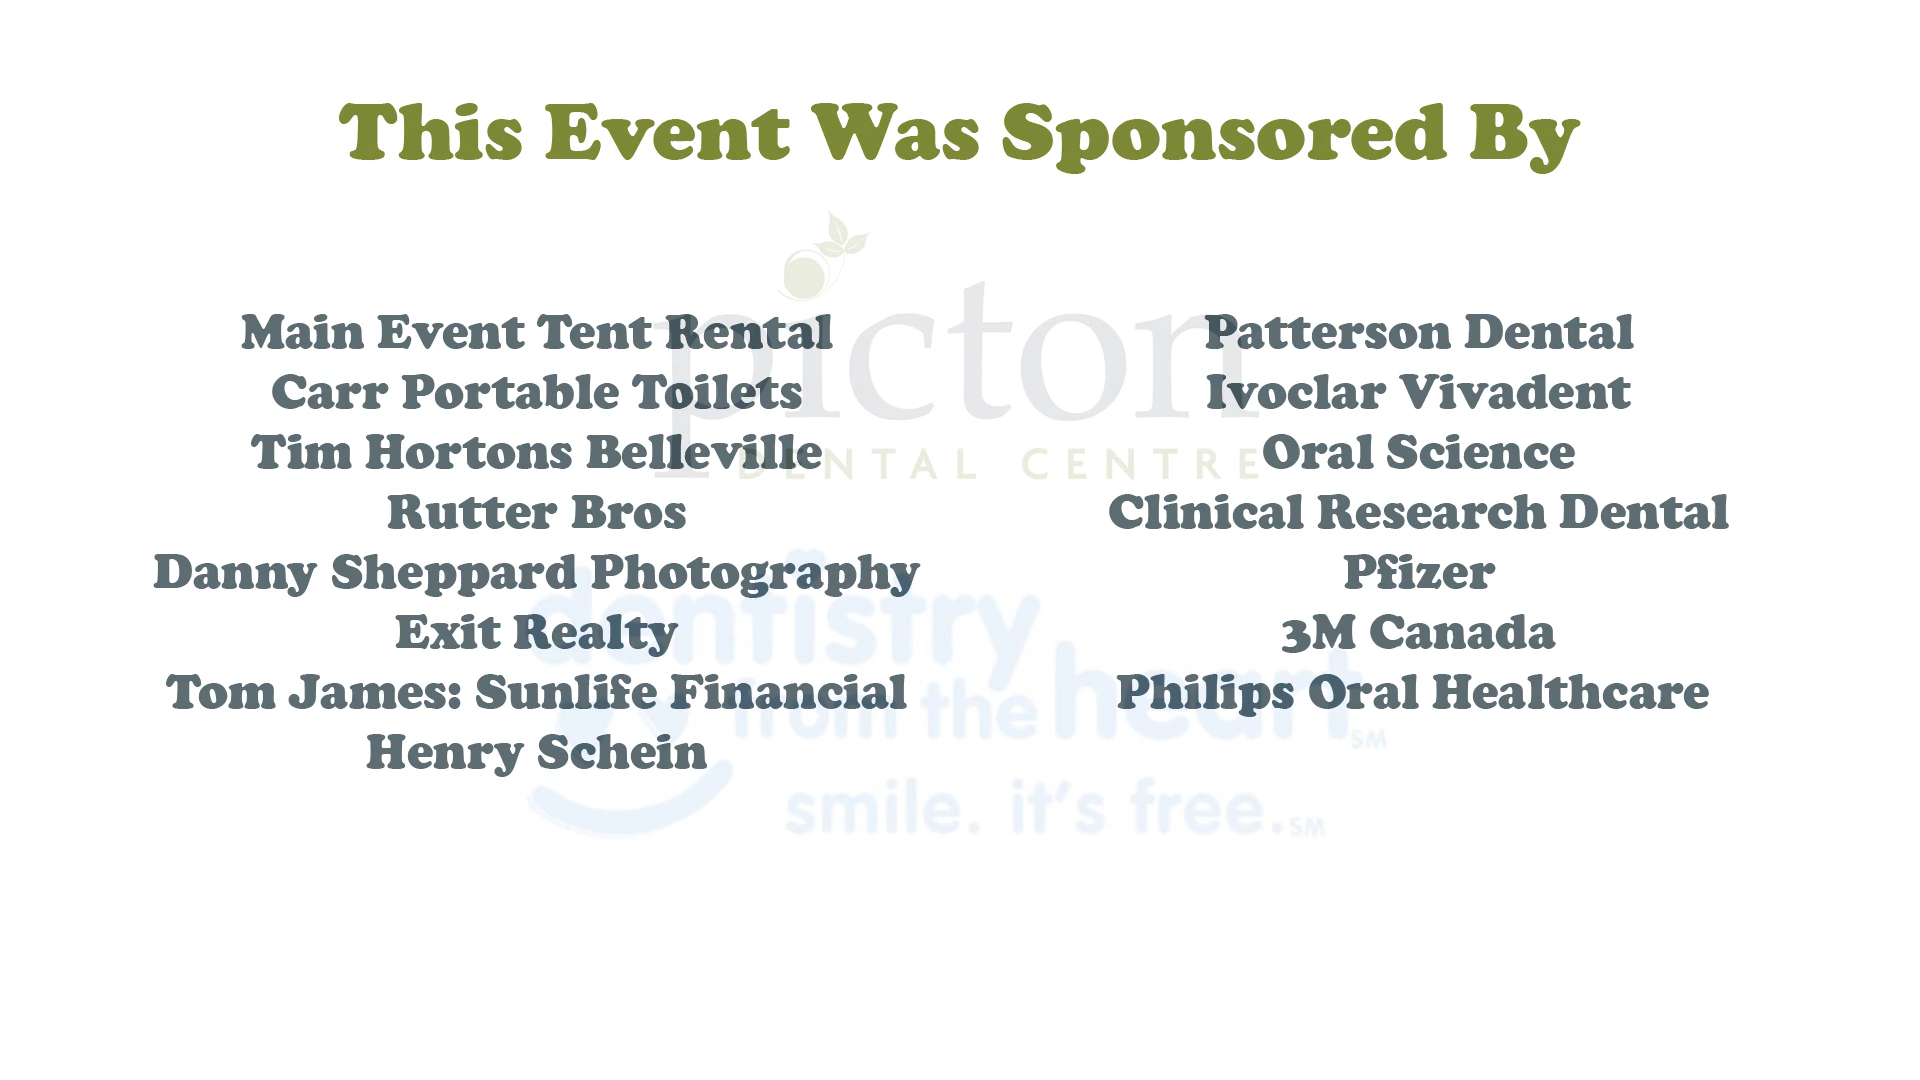 This Event Was Sponsored By
Main Event Tent Rental
Carr Portable Toilets
Tim Hortons Belleville
Rutter Bros
Danny Sheppard Photography
Exit Realty
Tom James: Sunlife Financial
Henry Schein
Patterson Dental
Ivoclar Vivadent
Oral Science
Clinical Research Dental
Pfizer
3M Canada
Philips Oral Healthcare
picton
DENTAL CENTRE
dentistry
from the heart SM
smile. it's free. SM